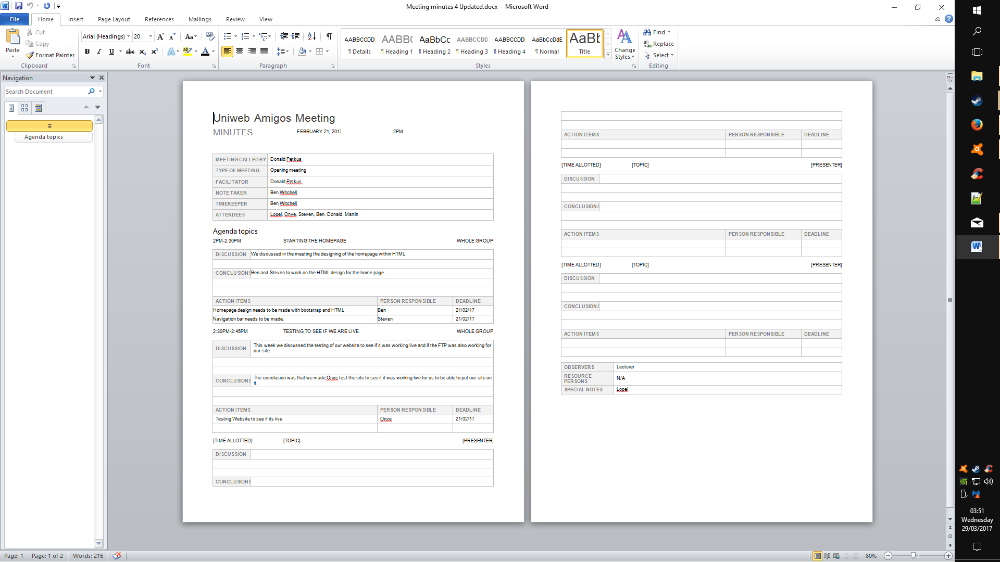 Meeting minutes 4 Updated.docx - Microsoft Word
File Home Insert Page Layout References Mailings Review View
Paste
Cut
Copy
Format Painter
Clipboard
Arial (Headings) 20
Font
Paragraph
AABBCCDD AABBC AaBbCc AABBCCDD AABBCCDD AaBbCcDdE AaBb
¶ Details ¶ Heading 1 ¶ Heading 2 ¶ Heading 3 ¶ Heading 4 ¶ Normal Title
Styles
Change Styles
Find
Replace
Select
Editing
Navigation
Search Document
Agenda topics
Uniweb Amigos Meeting
MINUTES FEBRUARY 21, 2017 2PM
MEETING CALLED BY Donald Petkus
TYPE OF MEETING Opening meeting
FACILITATOR Donald Petkus
NOTE TAKER Ben Witchell
TIMEKEEPER Ben Witchell
ATTENDEES Lopel, Onye, Steven, Ben, Donald, Martin
Agenda topics
2PM-2:30PM STARTING THE HOMEPAGE WHOLE GROUP
DISCUSSION We discussed in the meeting the designing of the homepage within HTML.
CONCLUSIONS Ben and Steven to work on the HTML design for the home page.
ACTION ITEMS PERSON RESPONSIBLE DEADLINE
Homepage design needs to be made with bootstrap and HTML Ben 21/02/17
Navigation bar needs to be made. Steven 21/02/17
2:30PM-2:45PM TESTING TO SEE IF WE ARE LIVE WHOLE GROUP
DISCUSSION This week we discussed the testing of our website to see if it was working live and if the FTP was also working for
our site.
CONCLUSIONS The conclusion was that we made Onye test the site to see if it was working live for us to be able to put our site on
it.
ACTION ITEMS PERSON RESPONSIBLE DEADLINE
Testing Website to see if its live Onye 21/02/17
[TIME ALLOTTED] [TOPIC] [PRESENTER]
DISCUSSION
CONCLUSIONS
ACTION ITEMS PERSON RESPONSIBLE DEADLINE
[TIME ALLOTTED] [TOPIC] [PRESENTER]
DISCUSSION
CONCLUSIONS
ACTION ITEMS PERSON RESPONSIBLE DEADLINE
[TIME ALLOTTED] [TOPIC] [PRESENTER]
DISCUSSION
CONCLUSIONS
ACTION ITEMS PERSON RESPONSIBLE DEADLINE
OBSERVERS Lecturer
RESOURCE
PERSONS N/A
SPECIAL NOTES Lopel
Page: 1 Page: 1 of 2 Words: 216
80%
03:51
Wednesday
29/03/2017